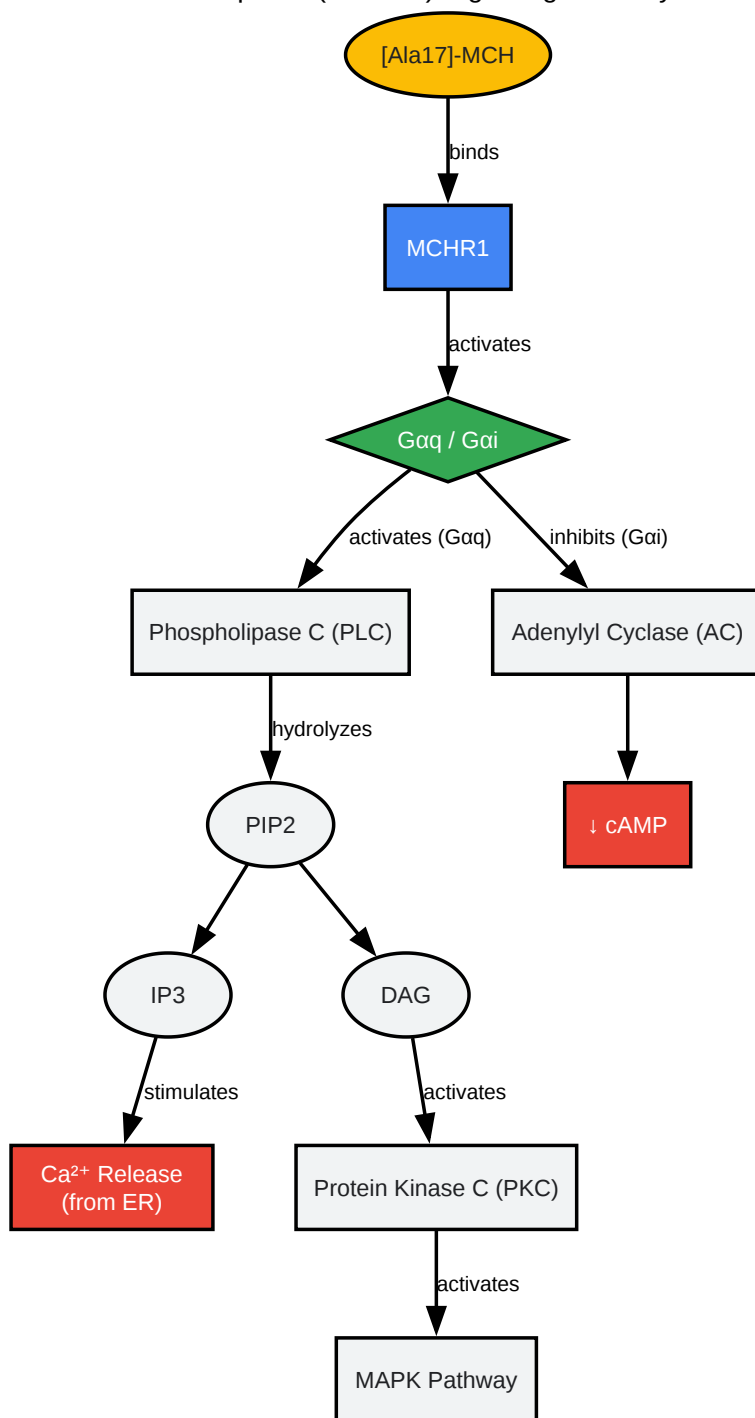 [Ala17]-MCH
binds
MCHR1
activates
Gαq / Gαi
activates (Gαq)
inhibits (Gαi)
Phospholipase C (PLC)
Adenylyl Cyclase (AC)
hydrolyzes
PIP2
↓ cAMP
IP3
DAG
stimulates
activates
Ca²⁺ Release
(from ER)
Protein Kinase C (PKC)
activates
MAPK Pathway